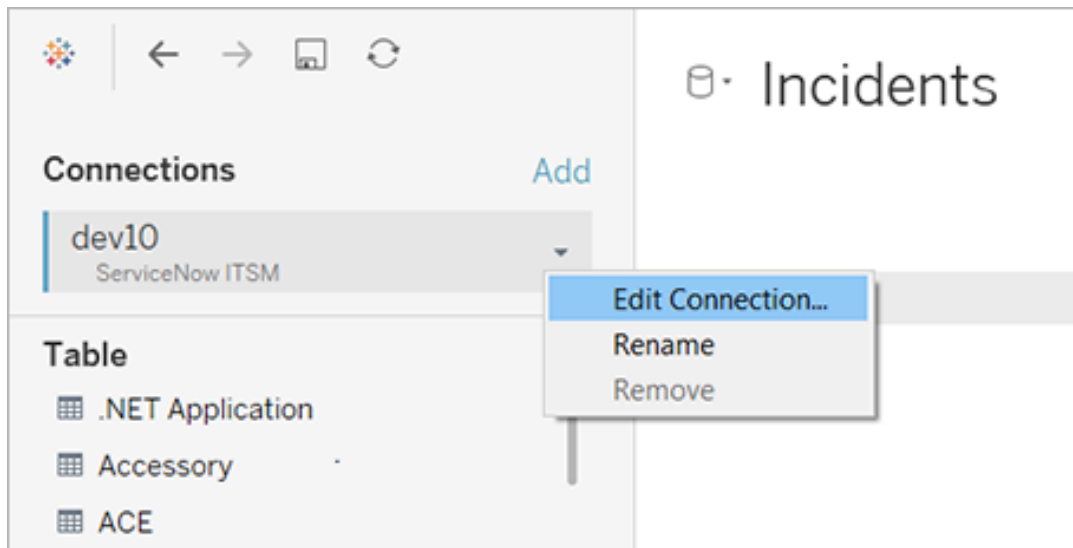 Incidents
Connections Add
dev10
ServiceNow ITSM
Edit Connection...
Rename
Remove
Table
.NET Application
Accessory
ACE